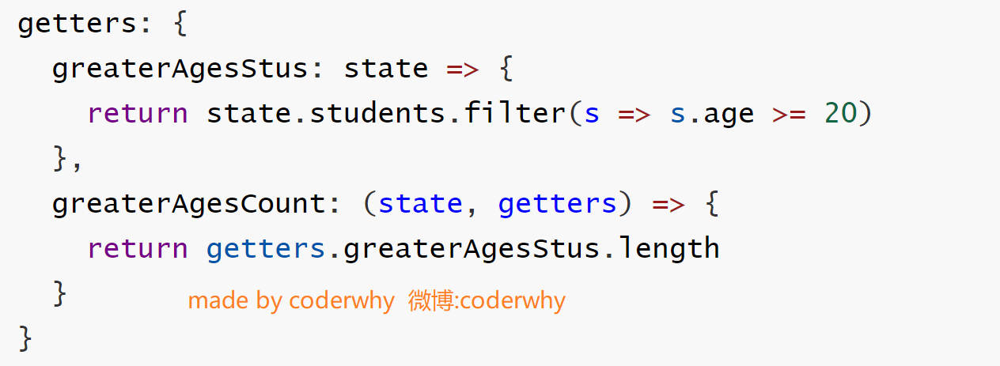 getters: {
  greaterAgesStus: state => {
    return state.students.filter(s => s.age >= 20)
  },
  greaterAgesCount: (state, getters) => {
    return getters.greaterAgesStus.length
  }
made by coderwhy 微博:coderwhy
}